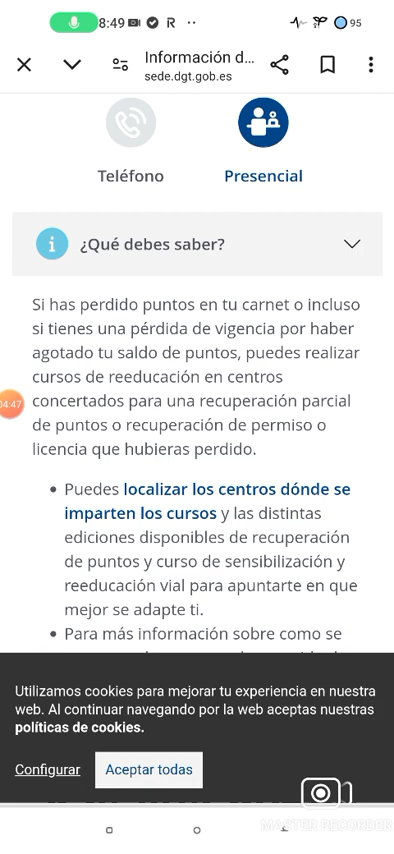 8:49 R ·· 95
Información d...
sede.dgt.gob.es
Teléfono Presencial
i ¿Qué debes saber?
Si has perdido puntos en tu carnet o incluso
si tienes una pérdida de vigencia por haber
agotado tu saldo de puntos, puedes realizar
cursos de reeducación en centros
04:47
concertados para una recuperación parcial
de puntos o recuperación de permiso o
licencia que hubieras perdido.
• Puedes localizar los centros dónde se
imparten los cursos y las distintas
ediciones disponibles de recuperación
de puntos y curso de sensibilización y
reeducación vial para apuntarte en que
mejor se adapte ti.
• Para más información sobre como se
Utilizamos cookies para mejorar tu experiencia en nuestra
web. Al continuar navegando por la web aceptas nuestras
políticas de cookies.
Configurar Aceptar todas
MASTER RECORDER